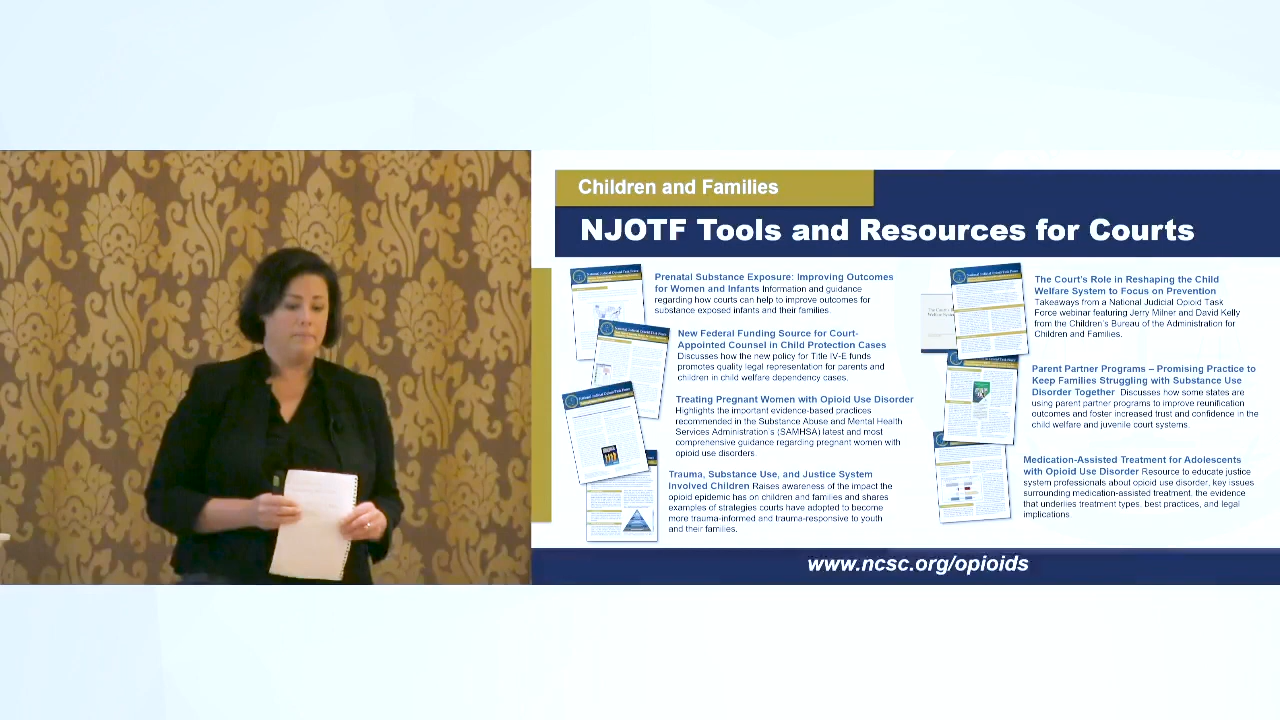 Children and Families
NJOTF Tools and Resources for Courts
Prenatal Substance Exposure: Improving Outcomes
for Women and Infants Information and guidance
regarding how courts can help to improve outcomes for
substance exposed infants and their families.
New Federal Funding Source for Court-
Appointed Counsel in Child Protection Cases
Discusses how the new policy for Title IV-E funds
promotes quality legal representation for parents and
children in child welfare dependency cases.
Treating Pregnant Women with Opioid Use Disorder
Highlights important evidence-based practices
recommended in the Substance Abuse and Mental Health
Services Administration's (SAMHSA) latest and most
comprehensive guidance regarding pregnant women with
opioid use disorders.
Trauma, Substance Use, and Justice System
Involved Children Raises awareness of the impact the
opioid epidemic has on children and families and shares
examples of strategies courts have adopted to become
more trauma-informed and trauma-responsive to youth
and their families.
The Court's Role in Reshaping the Child
Welfare System to Focus on Prevention
Takeaways from a National Judicial Opioid Task
Force webinar featuring Jerry Milner and David Kelly
from the Children's Bureau of the Administration for
Children and Families.
Parent Partner Programs – Promising Practice to
Keep Families Struggling with Substance Use
Disorder Together Discusses how some states are
using parent partner programs to improve reunification
outcomes and foster increased trust and confidence in the
child welfare and juvenile court systems.
Medication-Assisted Treatment for Adolescents
with Opioid Use Disorder Resource to educate justice
system professionals about opioid use disorder, key issues
surrounding medication-assisted treatment, the evidence
that underlies treatment types, best practices, and legal
implications.
www.ncsc.org/opioids